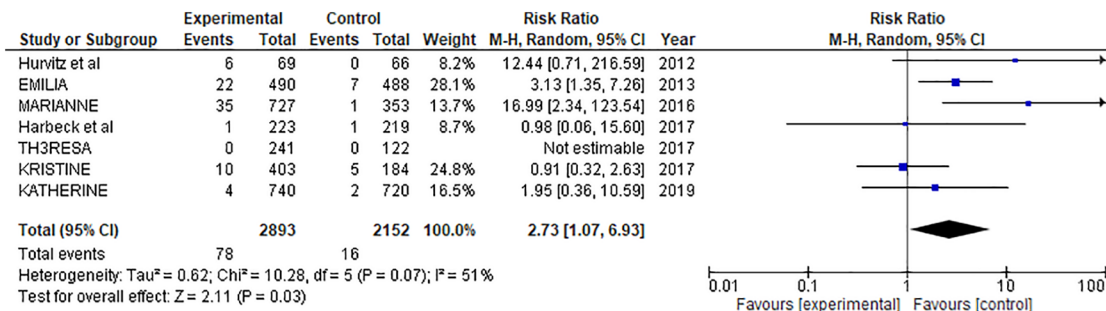 Experimental Control Risk Ratio Risk Ratio
Study or Subgroup Events Total Events Total Weight M-H, Random, 95% CI Year M-H, Random, 95% CI
Hurvitz et al 6 69 0 66 8.2% 12.44 [0.71, 216.59] 2012
EMILIA 22 490 7 488 28.1% 3.13 [1.35, 7.26] 2013
MARIANNE 35 727 1 353 13.7% 16.99 [2.34, 123.54] 2016
Harbeck et al 1 223 1 219 8.7% 0.98 [0.06, 15.60] 2017
TH3RESA 0 241 0 122 Not estimable 2017
KRISTINE 10 403 5 184 24.8% 0.91 [0.32, 2.63] 2017
KATHERINE 4 740 2 720 16.5% 1.95 [0.36, 10.59] 2019
Total (95% CI) 2893 2152 100.0% 2.73 [1.07, 6.93]
Total events 78 16
Heterogeneity: Tau² = 0.62; Chi² = 10.28, df = 5 (P = 0.07); I² = 51%
Test for overall effect: Z = 2.11 (P = 0.03)
0.01 0.1 1 10 100
Favours [experimental] Favours [control]